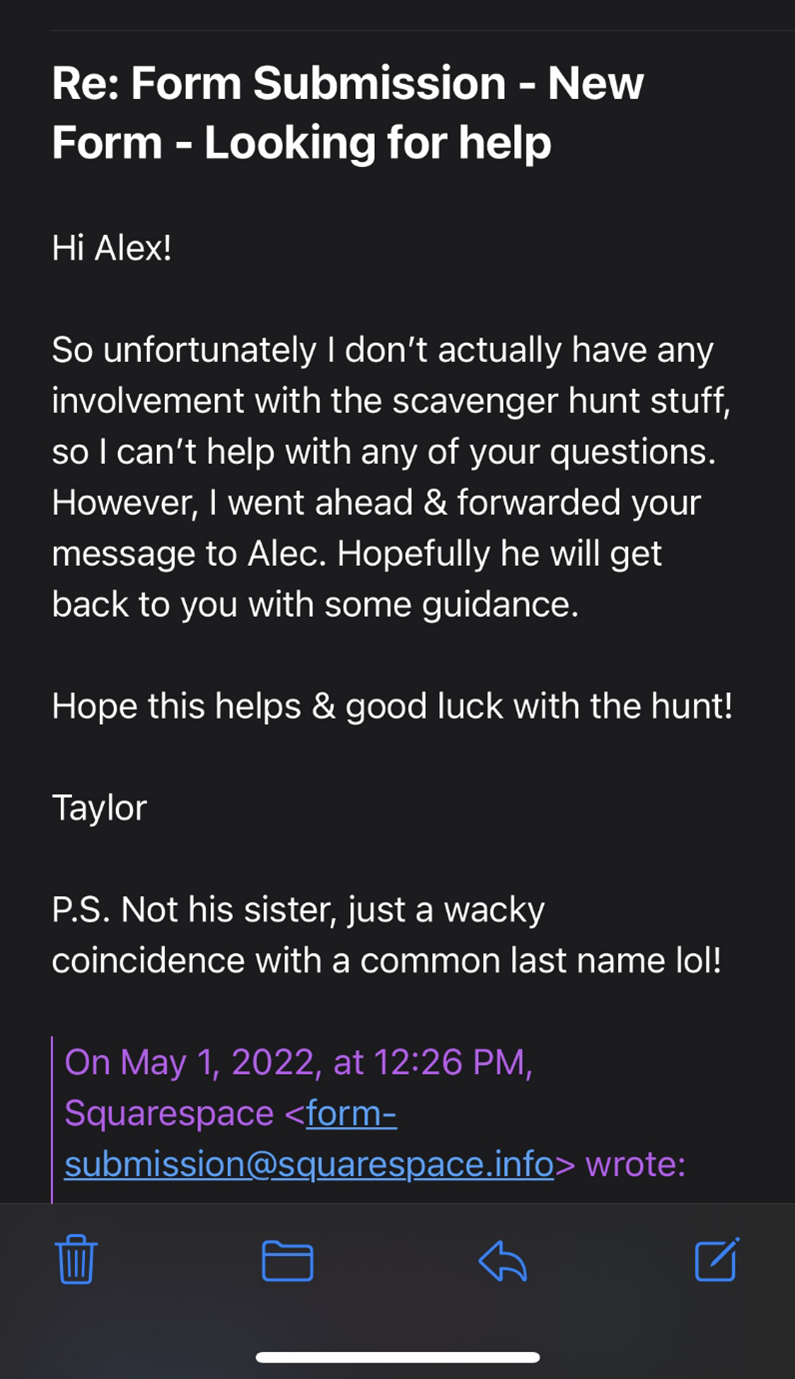 Re: Form Submission - New
Form - Looking for help
Hi Alex!
So unfortunately I don’t actually have any
involvement with the scavenger hunt stuff,
so I can’t help with any of your questions.
However, I went ahead & forwarded your
message to Alec. Hopefully he will get
back to you with some guidance.
Hope this helps & good luck with the hunt!
Taylor
P.S. Not his sister, just a wacky
coincidence with a common last name lol!
On May 1, 2022, at 12:26 PM,
Squarespace <form-
submission@squarespace.info> wrote: